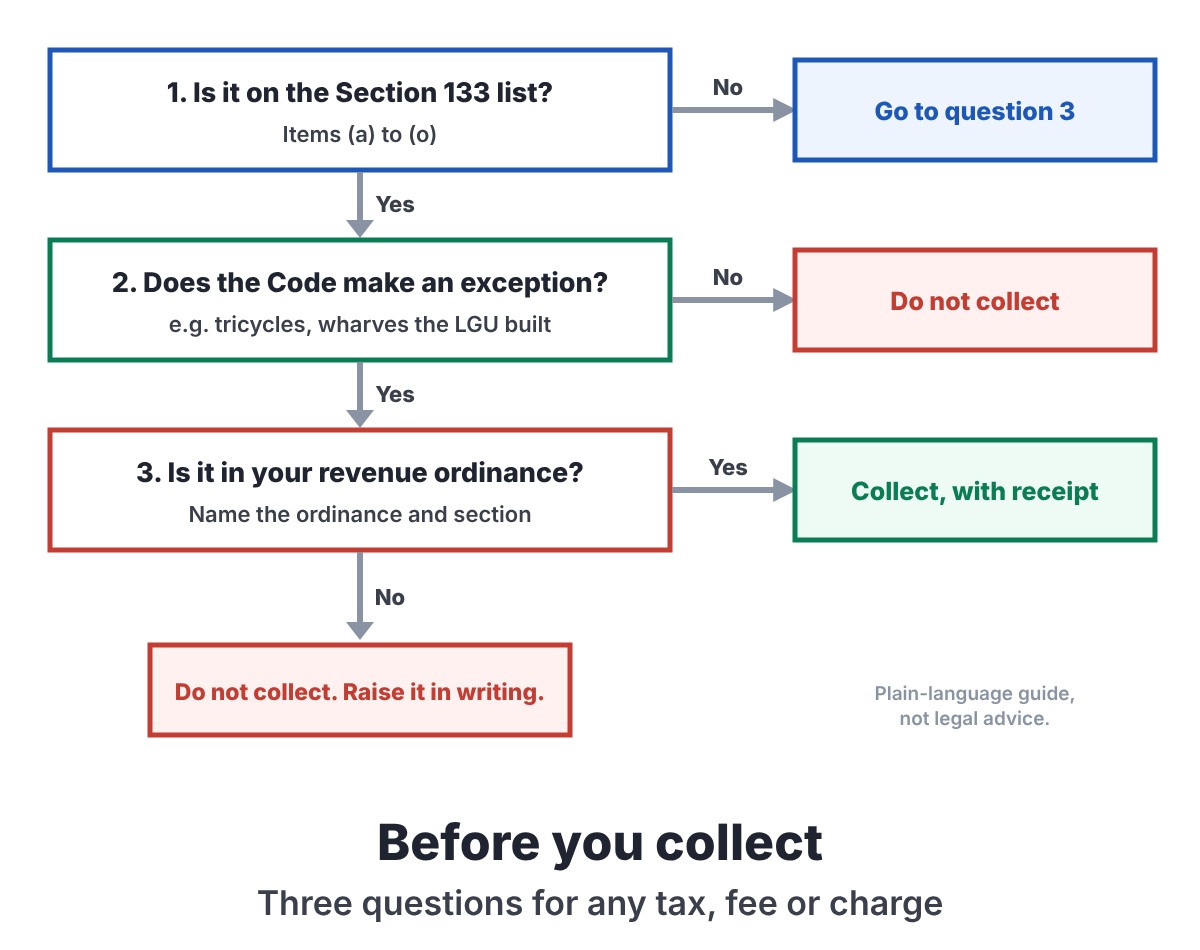 1. Is it on the Section 133 list?
Items (a) to (o)
No
Go to question 3
Yes
2. Does the Code make an exception?
e.g. tricycles, wharves the LGU built
No
Do not collect
Yes
3. Is it in your revenue ordinance?
Name the ordinance and section
Yes
Collect, with receipt
No
Do not collect. Raise it in writing.
Plain-language guide,
not legal advice.
Before you collect
Three questions for any tax, fee or charge